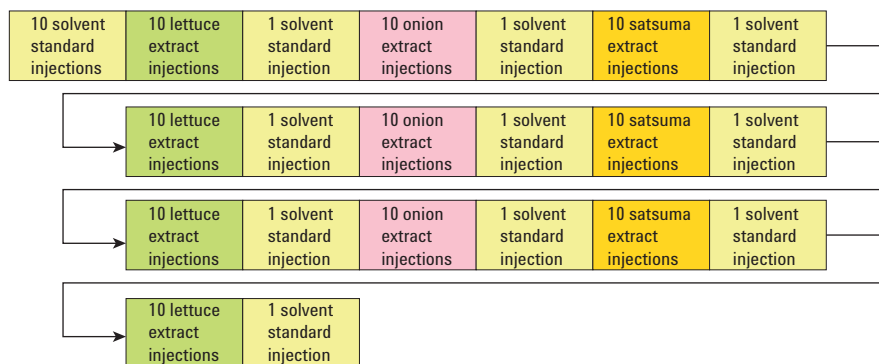 10 solvent
standard
injections
10 lettuce
extract
injections
1 solvent
standard
injection
10 onion
extract
injections
1 solvent
standard
injection
10 satsuma
extract
injections
1 solvent
standard
injection
10 lettuce
extract
injections
1 solvent
standard
injection
10 onion
extract
injections
1 solvent
standard
injection
10 satsuma
extract
injections
1 solvent
standard
injection
10 lettuce
extract
injections
1 solvent
standard
injection
10 onion
extract
injections
1 solvent
standard
injection
10 satsuma
extract
injections
1 solvent
standard
injection
10 lettuce
extract
injections
1 solvent
standard
injection